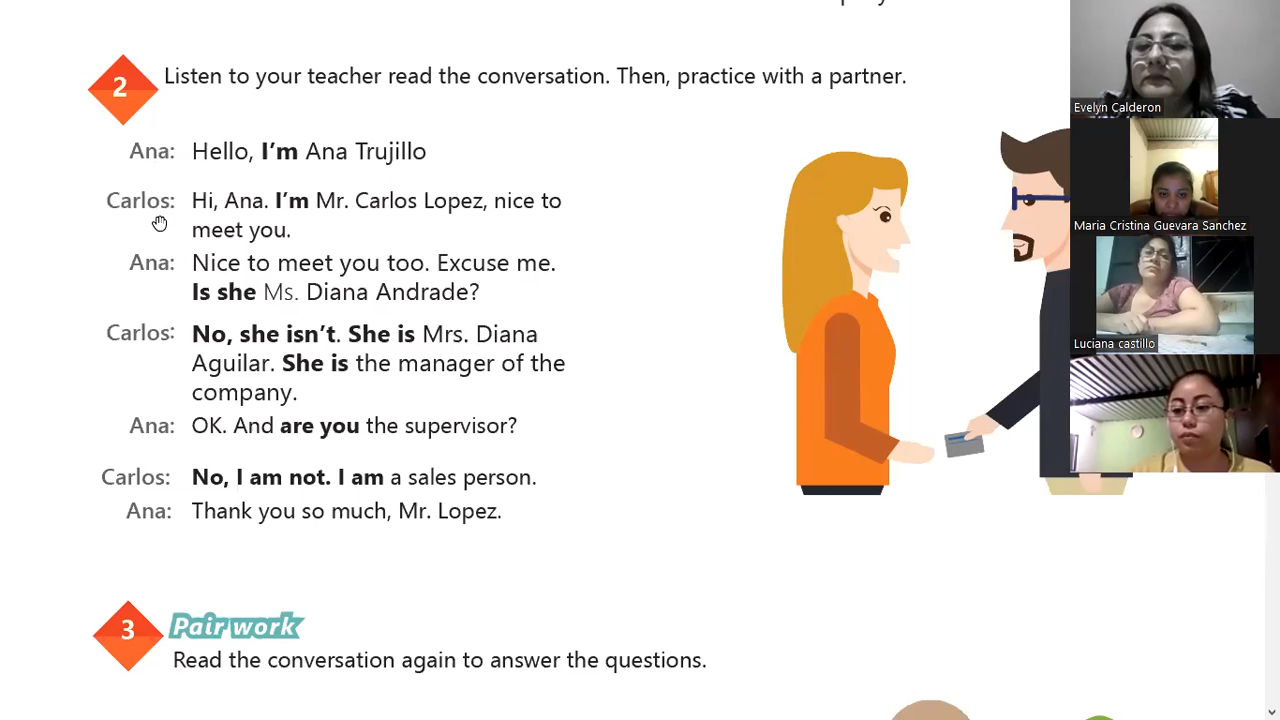 2
Listen to your teacher read the conversation. Then, practice with a partner.
Ana: Hello, I’m Ana Trujillo
Carlos: Hi, Ana. I’m Mr. Carlos Lopez, nice to
meet you.
Ana: Nice to meet you too. Excuse me.
Is she Ms. Diana Andrade?
Carlos: No, she isn’t. She is Mrs. Diana
Aguilar. She is the manager of the
company.
Ana: OK. And are you the supervisor?
Carlos: No, I am not. I am a sales person.
Ana: Thank you so much, Mr. Lopez.
3
Pair work
Read the conversation again to answer the questions.
Evelyn Calderon
Maria Cristina Guevara Sanchez
Luciana castillo